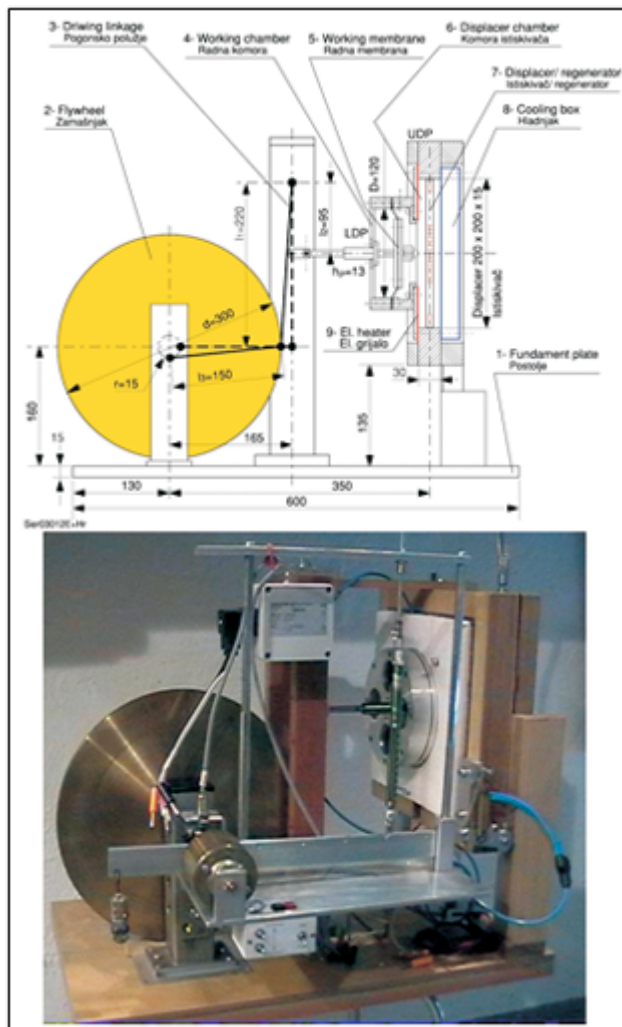 3- Driwing linkage
Pogonsko polužje
4- Working chamber
Radna komora
5- Working membrane
Radna membrana
6- Displacer chamber
Komora istiskivača
7- Displacer/ regenerator
Istiskivač/ regenerator
8- Cooling box
Hladnjak
2- Flywheel
Zamašnjak
UDP
D=120
LDP
l₁=220
l₂=95
Displacer 200 x 200 x 15
Istiskivač
d=300
9- El. heater
El. grijalo
1- Fundament plate
Postolje
r=15
l₃=150
30
160
165
135
15
130
350
600